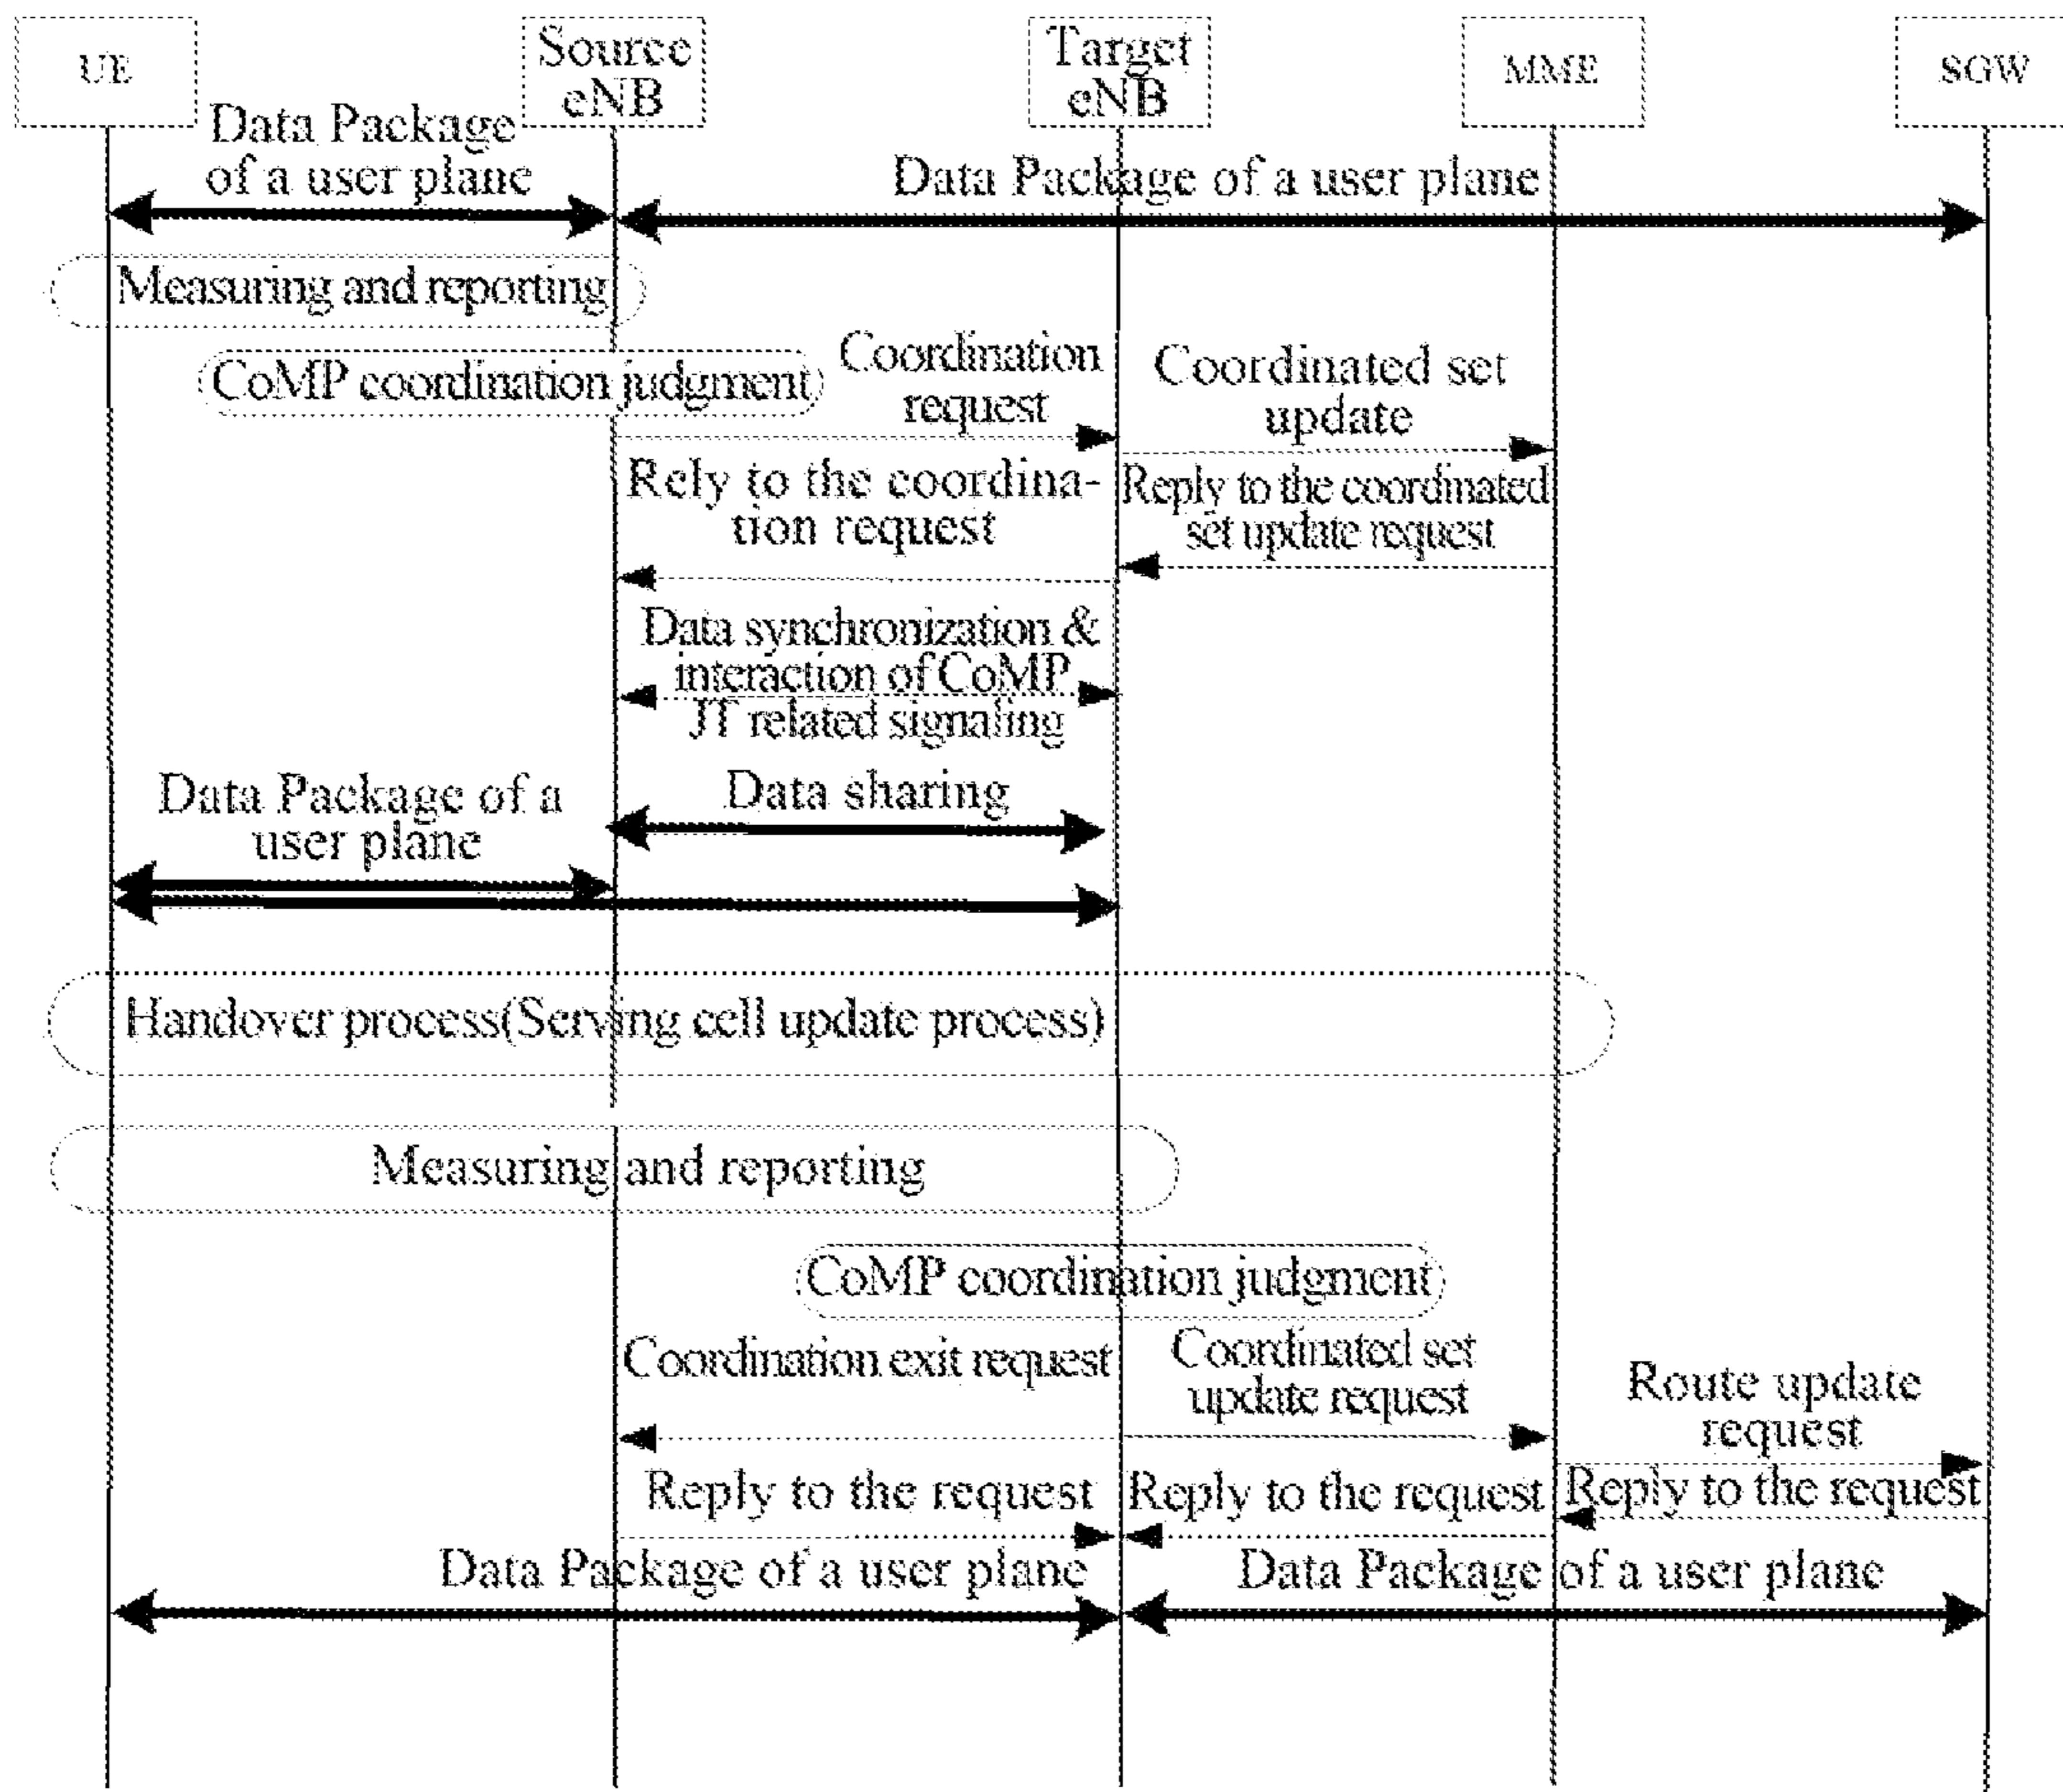 UE
Source
eNB
Target
eNB
MME
SGW
Data Package
of a user plane
Data Package of a user plane
Measuring and reporting
CoMP coordination judgment
Coordination
request
Coordinated set
update
Rely to the coordina-
tion request
Reply to the coordinated
set update request
Data synchronization &
interaction of CoMP
JT related signaling
Data Package of a
user plane
Data sharing
Handover process(Serving cell update process)
Measuring and reporting
CoMP coordination judgment
Coordination exit request
Coordinated set
update request
Route update
request
Reply to the request
Reply to the request
Reply to the request
Data Package of a user plane
Data Package of a user plane